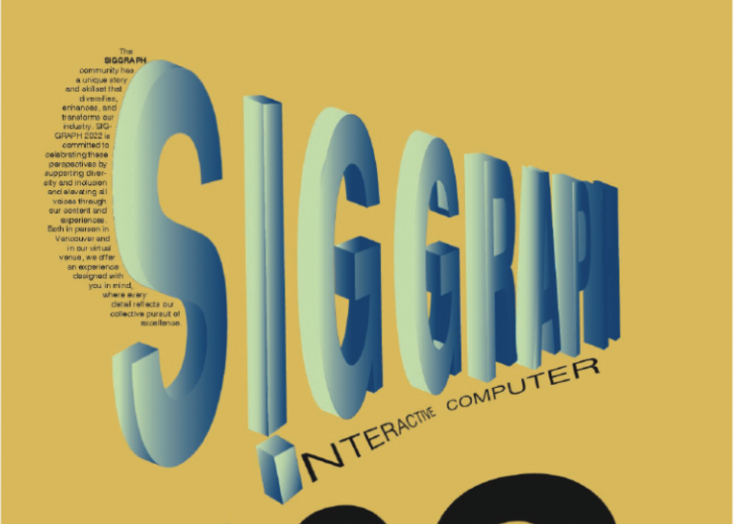 The
SIGGRAPH
community has
a unique story
and skillset that
diversifies,
enhances, and
transforms our
industry. SIG-
GRAPH 2022 is
committed to
celebrating these
perspectives by
supporting diver-
sity and inclusion
and elevating all
voices through
our content and
experiences.
Both in person in
Vancouver and
in our virtual
venue, we offer
an experience
designed with
you in mind,
where every
detail reflects our
collective pursuit of
excellence.
SIGGRAPH
iNTERACTIVE COMPUTER